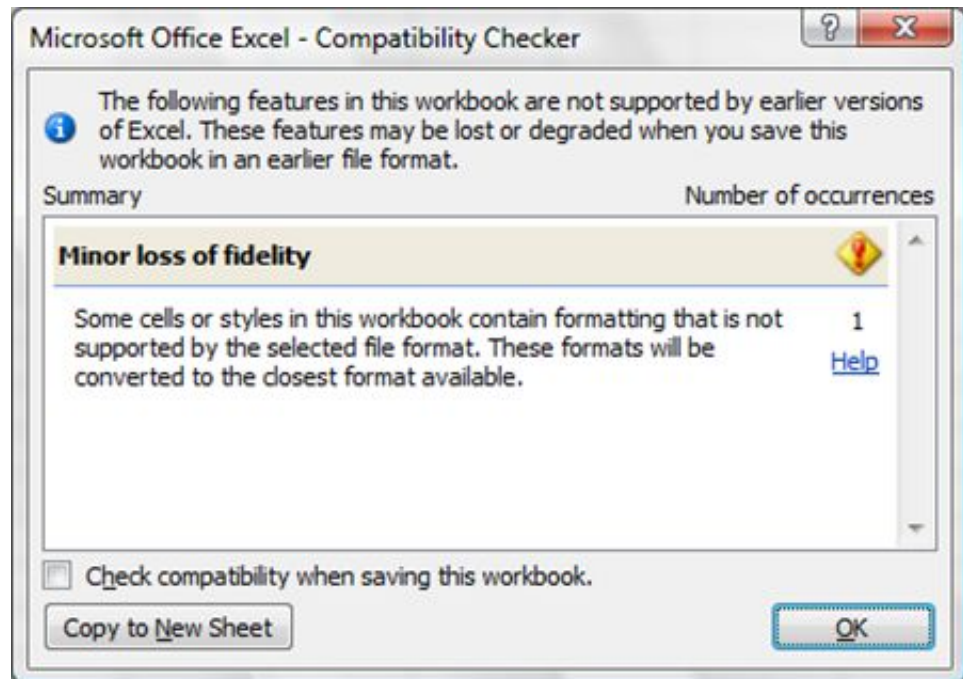 Microsoft Office Excel - Compatibility Checker
?
The following features in this workbook are not supported by earlier versions
of Excel. These features may be lost or degraded when you save this
workbook in an earlier file format.
Summary Number of occurrences
Minor loss of fidelity
Some cells or styles in this workbook contain formatting that is not 1
supported by the selected file format. These formats will be Help
converted to the closest format available.
Check compatibility when saving this workbook.
Copy to New Sheet OK